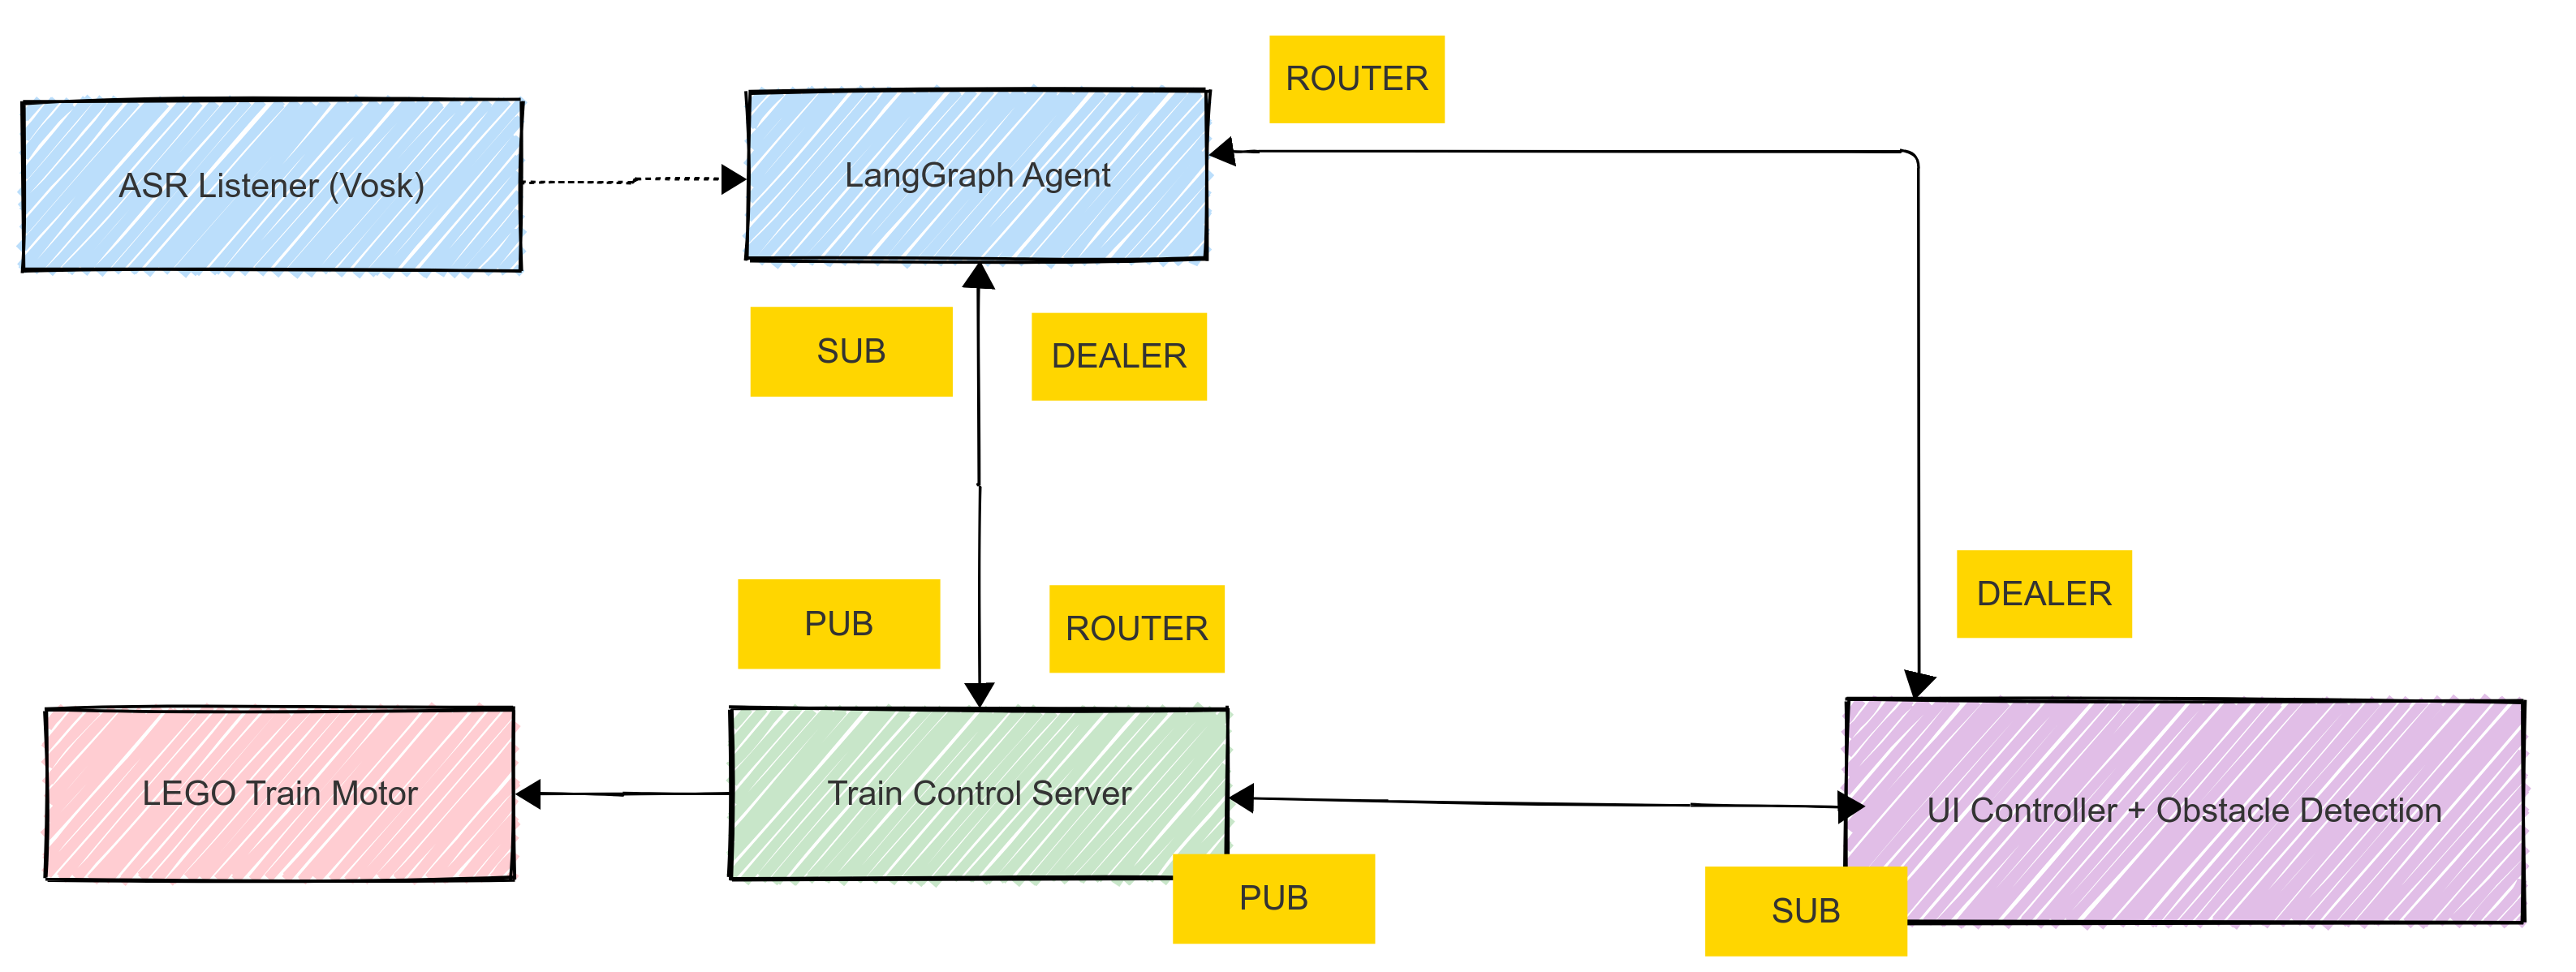 ROUTER
ASR Listener (Vosk)
LangGraph Agent
SUB
DEALER
PUB
ROUTER
DEALER
LEGO Train Motor
Train Control Server
UI Controller + Obstacle Detection
PUB
SUB